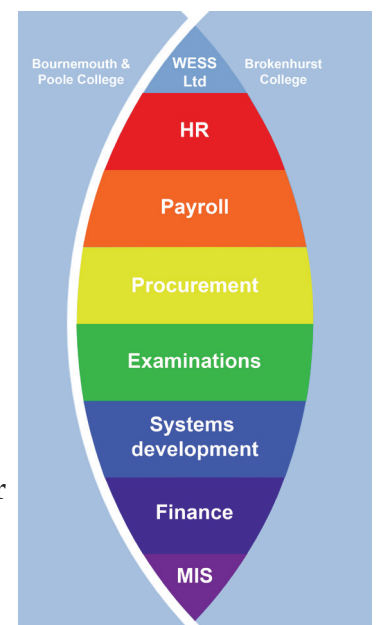 Bournemouth &
Poole College
WESS
Ltd
Brokenhurst
College
HR
Payroll
Procurement
Examinations
Systems
development
r
Finance
MIS